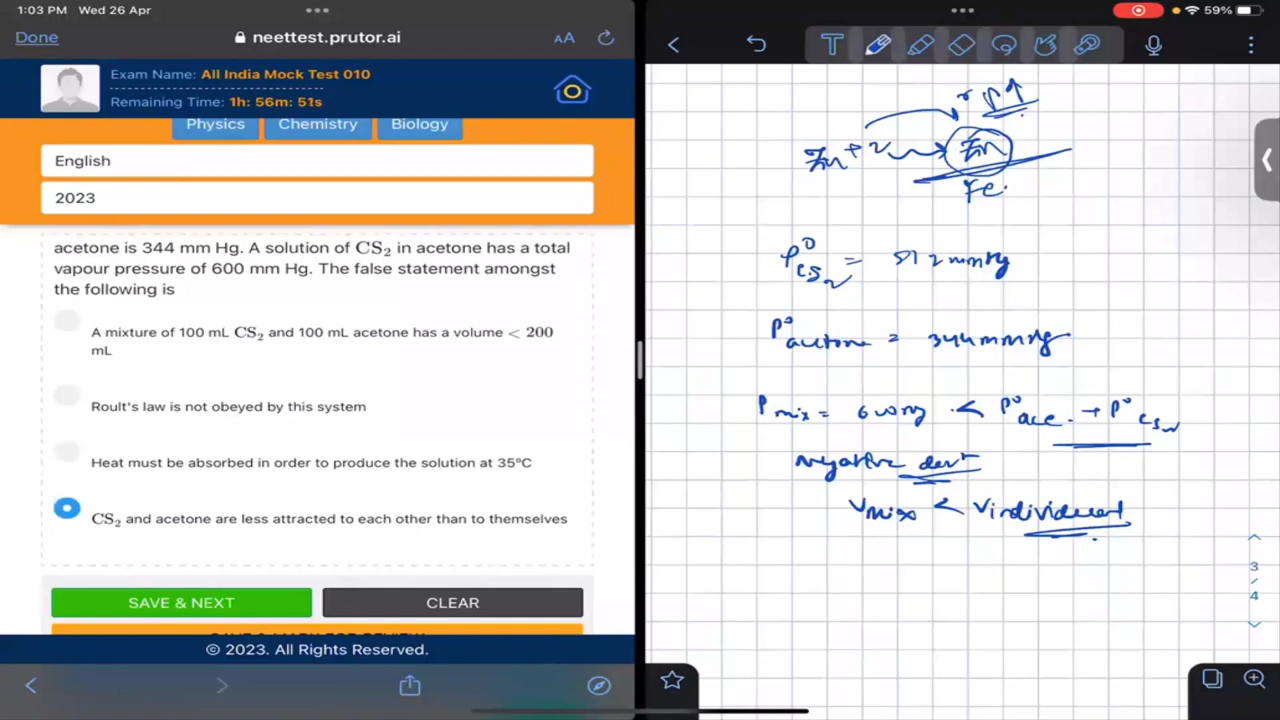 1:03 PM Wed 26 Apr
Done
neettest.prutor.ai
AA
Exam Name: All India Mock Test 010
Remaining Time: 1h: 56m: 51s
Physics Chemistry Biology
English
2023
acetone is 344 mm Hg. A solution of CS₂ in acetone has a total
vapour pressure of 600 mm Hg. The false statement amongst
the following is
A mixture of 100 mL CS₂ and 100 mL acetone has a volume < 200
mL
Roult's law is not obeyed by this system
Heat must be absorbed in order to produce the solution at 35°C
CS₂ and acetone are less attracted to each other than to themselves
SAVE & NEXT
CLEAR
© 2023. All Rights Reserved.
59%
T
Zn⁺² Zn
Fe
P⁰CS₂ = 512 mmHg
P⁰acetone = 344 mmHg
Pmix = 600 < P⁰ace. + P⁰CS₂
negative devⁿ
Vmix < Vindividual
3
/
4